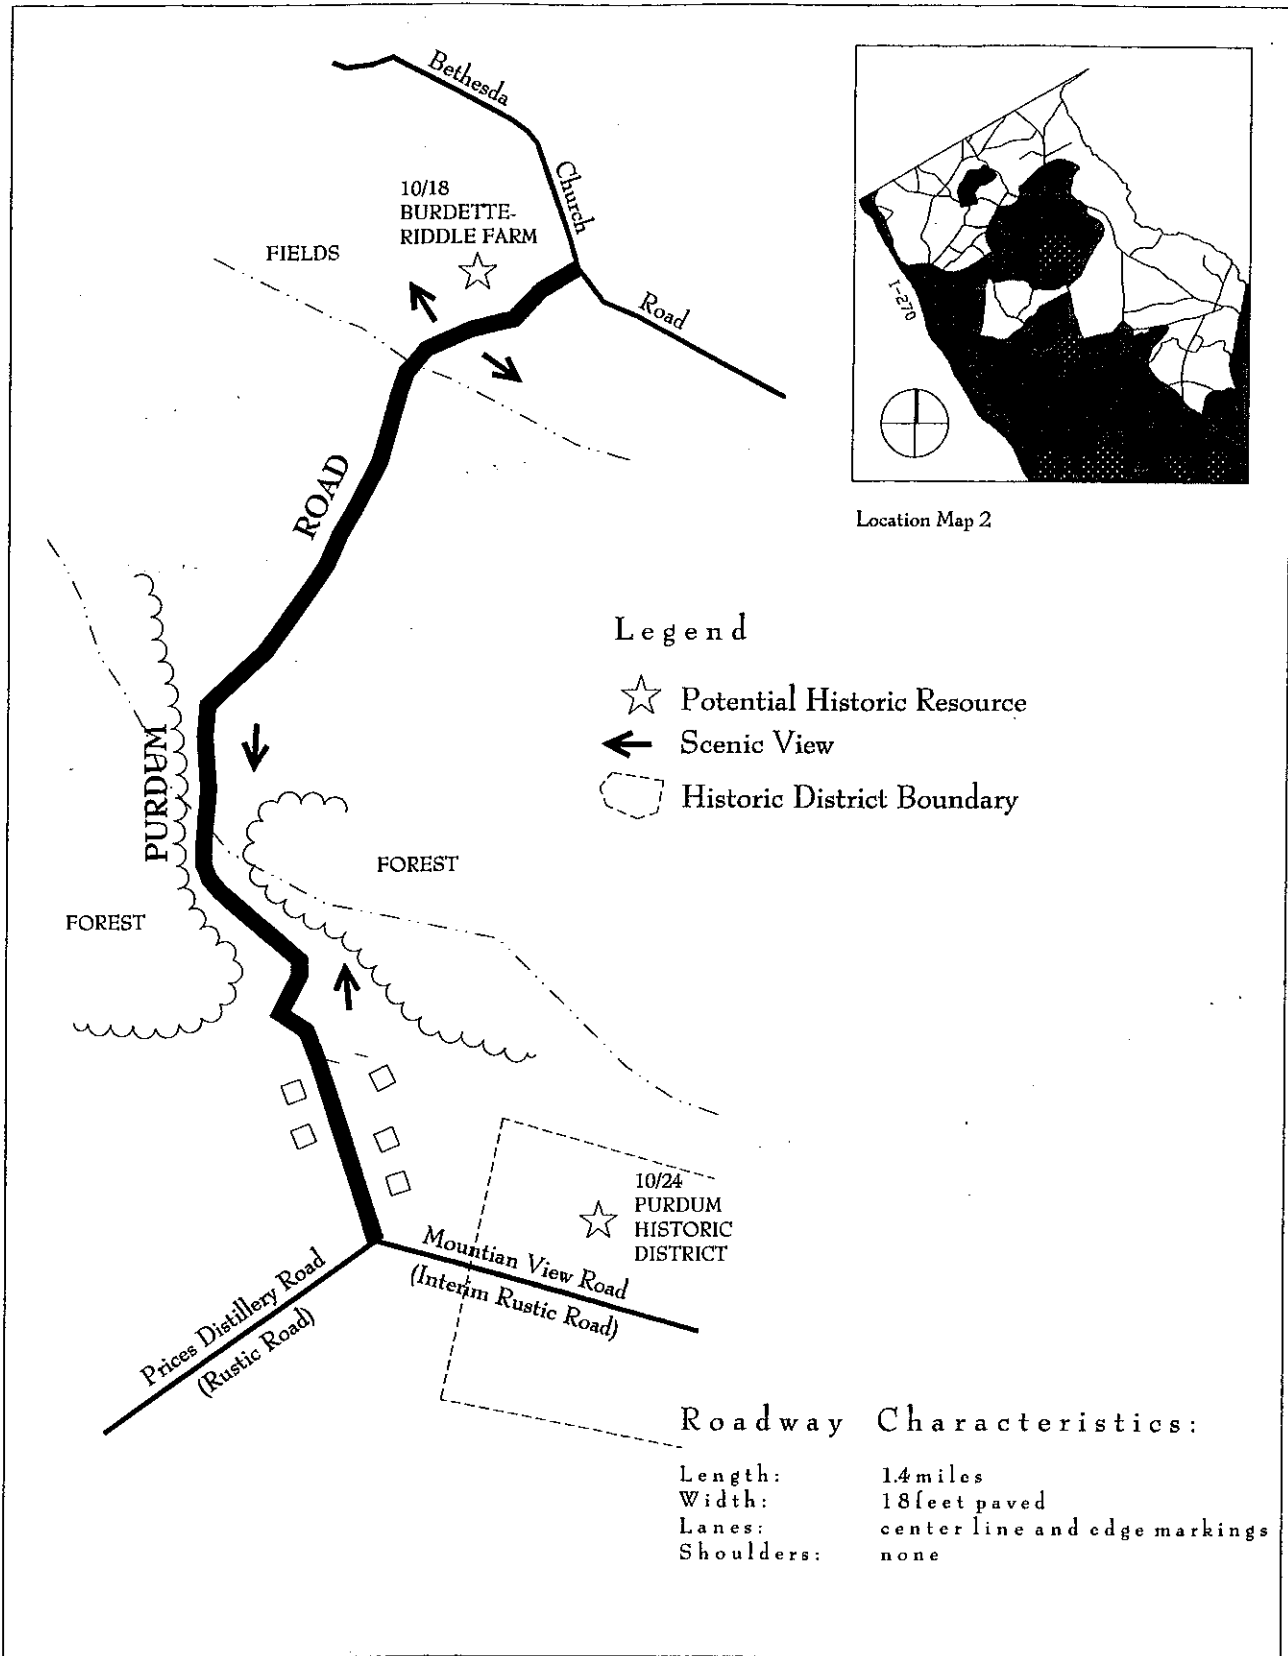 Bethesda
Church
Road
10/18
BURDETTE-
RIDDLE FARM
FIELDS
I-270
Location Map 2
ROAD
PURDUM
Legend
Potential Historic Resource
Scenic View
Historic District Boundary
FOREST
FOREST
10/24
PURDUM
HISTORIC
DISTRICT
Mountian View Road
(Interim Rustic Road)
Prices Distillery Road
(Rustic Road)
Roadway Characteristics:
Length: 1.4 miles
Width: 18 feet paved
Lanes: center line and edge markings
Shoulders: none